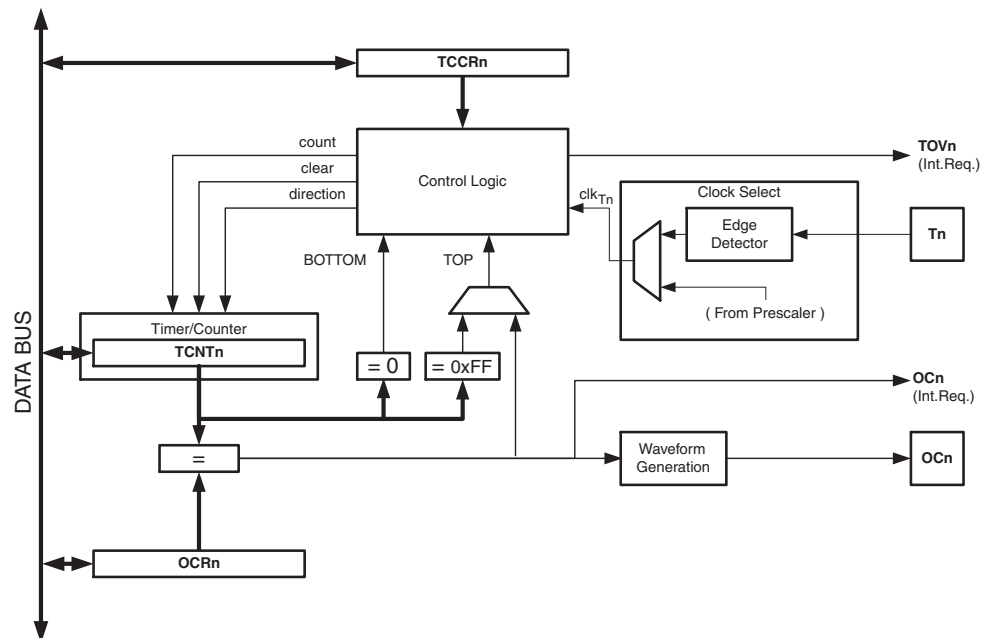 TCCRn
count
clear
direction
Control Logic
TOVn
(Int.Req.)
clkTn
Clock Select
Edge
Detector
Tn
( From Prescaler )
BOTTOM
TOP
Timer/Counter
TCNTn
= 0
= 0xFF
DATA BUS
OCn
(Int.Req.)
=
Waveform
Generation
OCn
OCRn